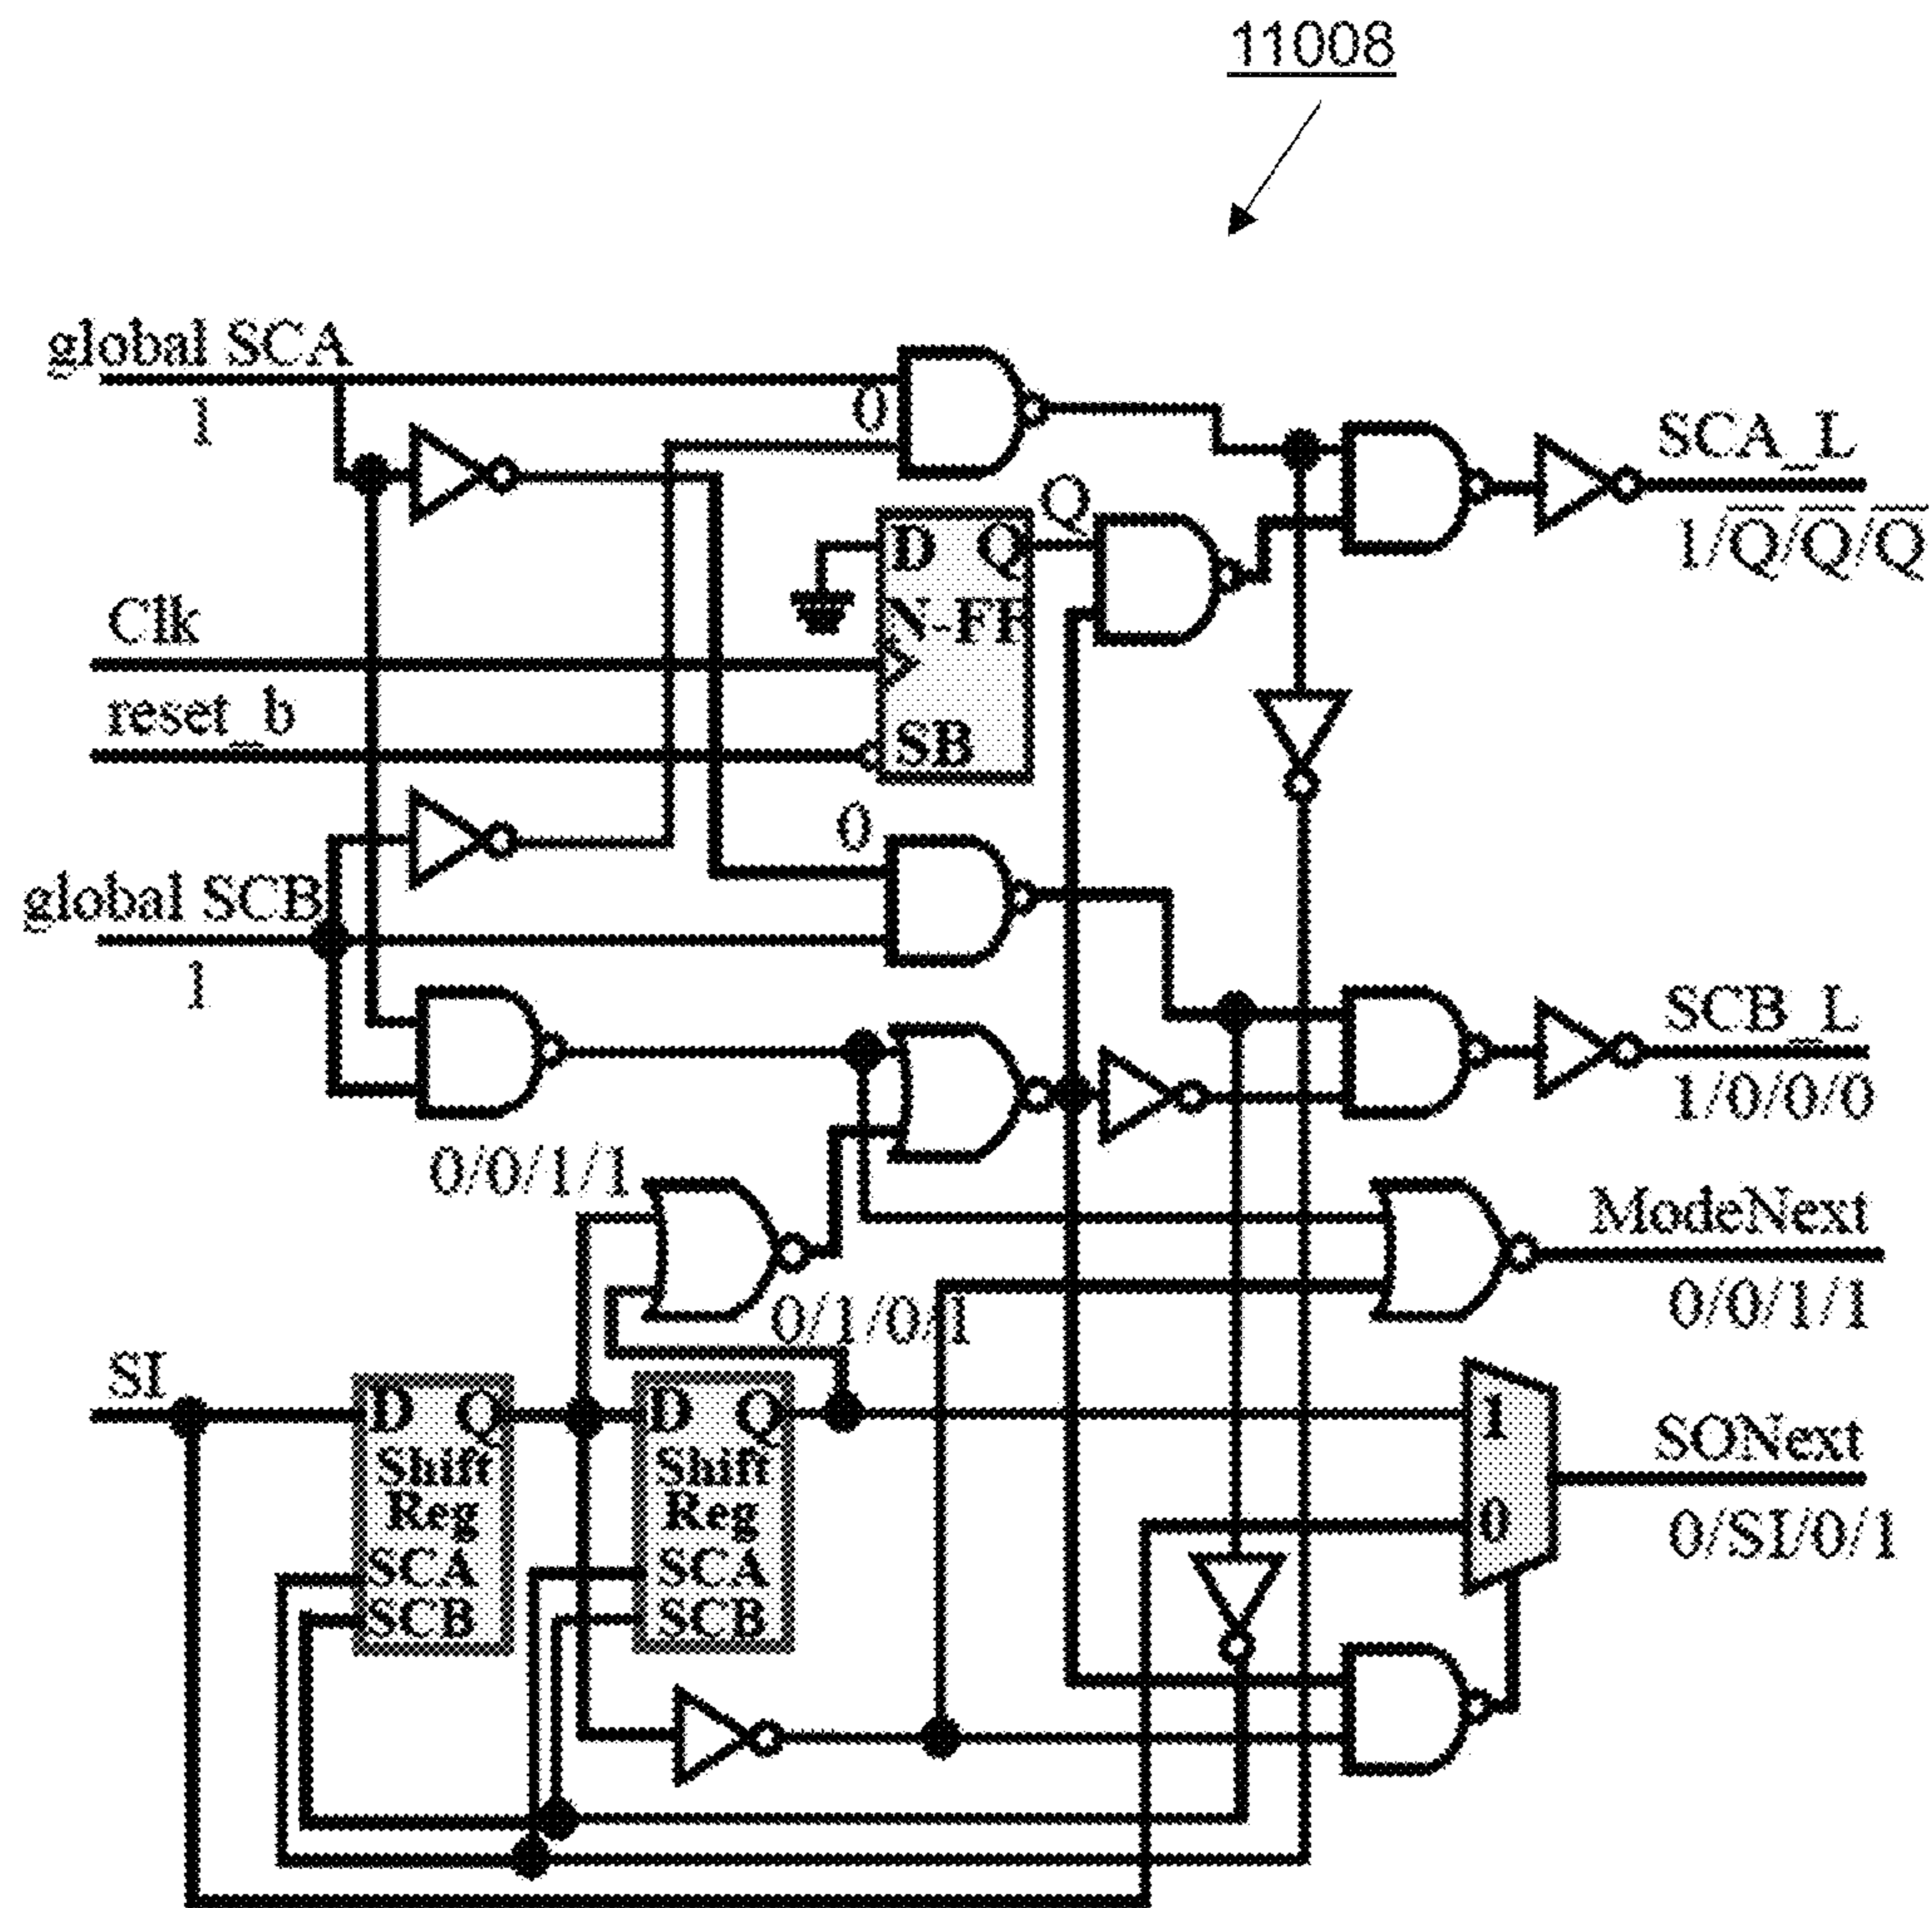 11008
global SCA
1
0
Q
SCA_L
1/Q̅/Q̅/Q̅
D Q
N-FF
SB
Clk
reset_b
0
global SCB
1
SCB_L
1/0/0/0
0/0/1/1
ModeNext
0/0/1/1
0/1/0/1
SI
D Q
Shift
Reg
SCA
SCB
D Q
Shift
Reg
SCA
SCB
1
0
SONext
0/SI/0/1